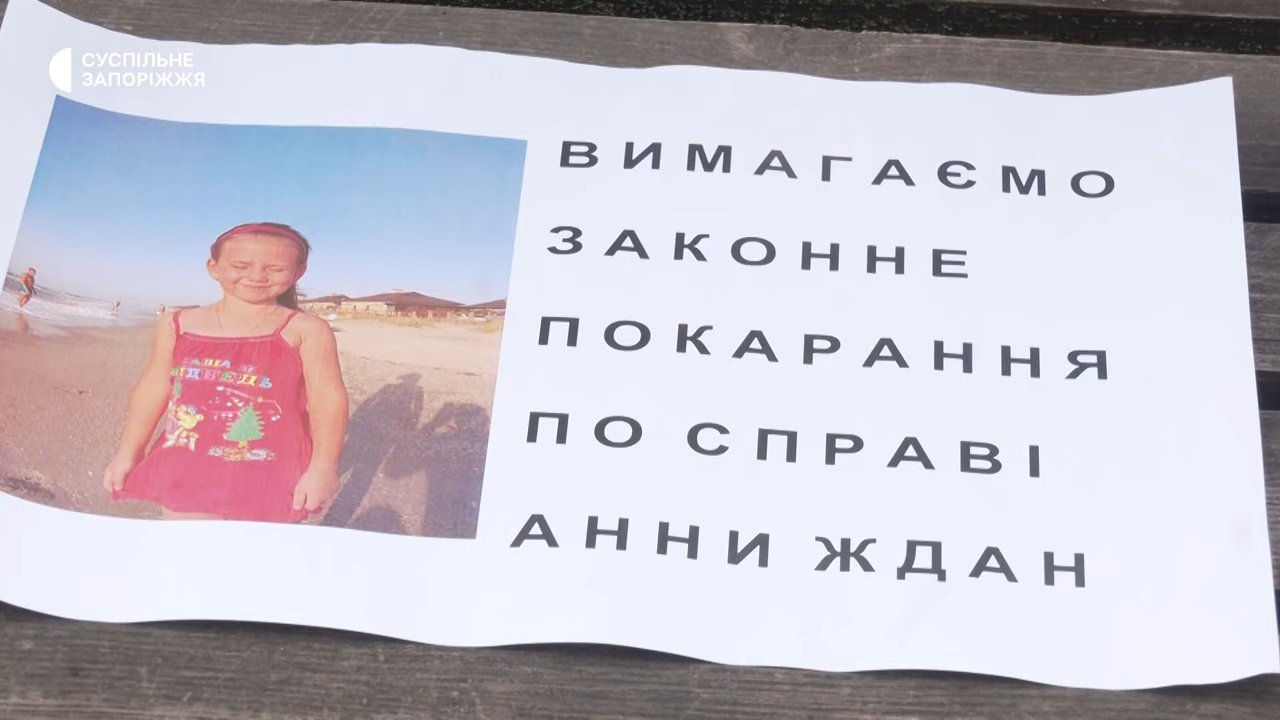 СУСПІЛЬНЕ
ЗАПОРІЖЖЯ
ВИМАГАЄМО
ЗАКОННЕ
ПОКАРАННЯ
ПО СПРАВІ
АННИ ЖДАН